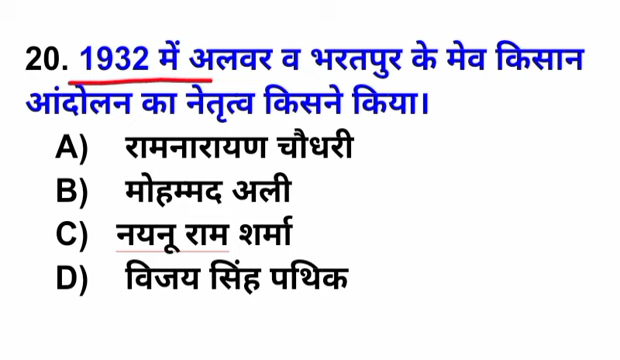 20. 1932 में अलवर व भरतपुर के मेव किसान
आंदोलन का नेतृत्व किसने किया।
A) रामनारायण चौधरी
B) मोहम्मद अली
C) नयनू राम शर्मा
D) विजय सिंह पथिक